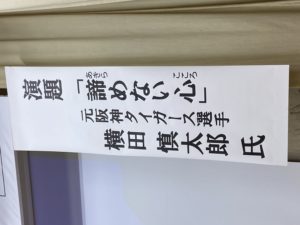 演題「諦めない心」
元阪神タイガース選手
横田 慎太郎 氏